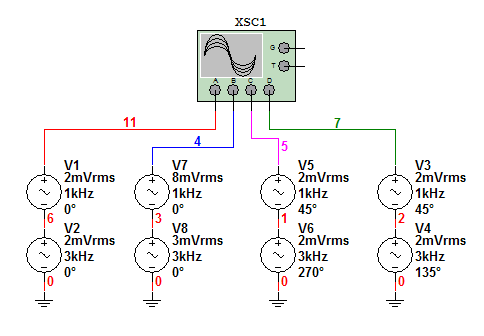 XSC1
G
T
A B C D
11
4
5
7
V1
2mVrms
1kHz
0°
V7
8mVrms
1kHz
0°
V5
2mVrms
1kHz
45°
V3
2mVrms
1kHz
45°
6
3
1
2
V2
2mVrms
3kHz
0°
V8
3mVrms
3kHz
0°
V6
2mVrms
3kHz
270°
V4
2mVrms
3kHz
135°
0
0
0
0